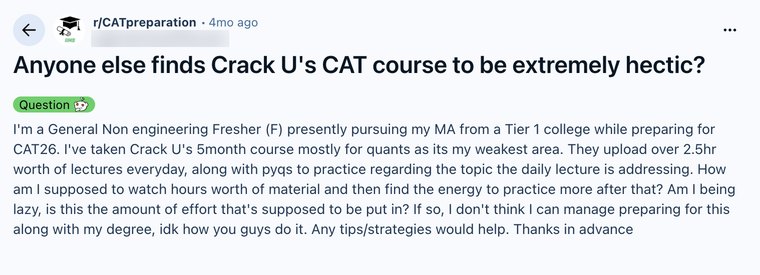 r/CATpreparation • 4mo ago
Anyone else finds Crack U's CAT course to be extremely hectic?
Question
I'm a General Non engineering Fresher (F) presently pursuing my MA from a Tier 1 college while preparing for
CAT26. I've taken Crack U's 5month course mostly for quants as its my weakest area. They upload over 2.5hr
worth of lectures everyday, along with pyqs to practice regarding the topic the daily lecture is addressing. How
am I supposed to watch hours worth of material and then find the energy to practice more after that? Am I being
lazy, is this the amount of effort that's supposed to be put in? If so, I don't think I can manage preparing for this
along with my degree, idk how you guys do it. Any tips/strategies would help. Thanks in advance